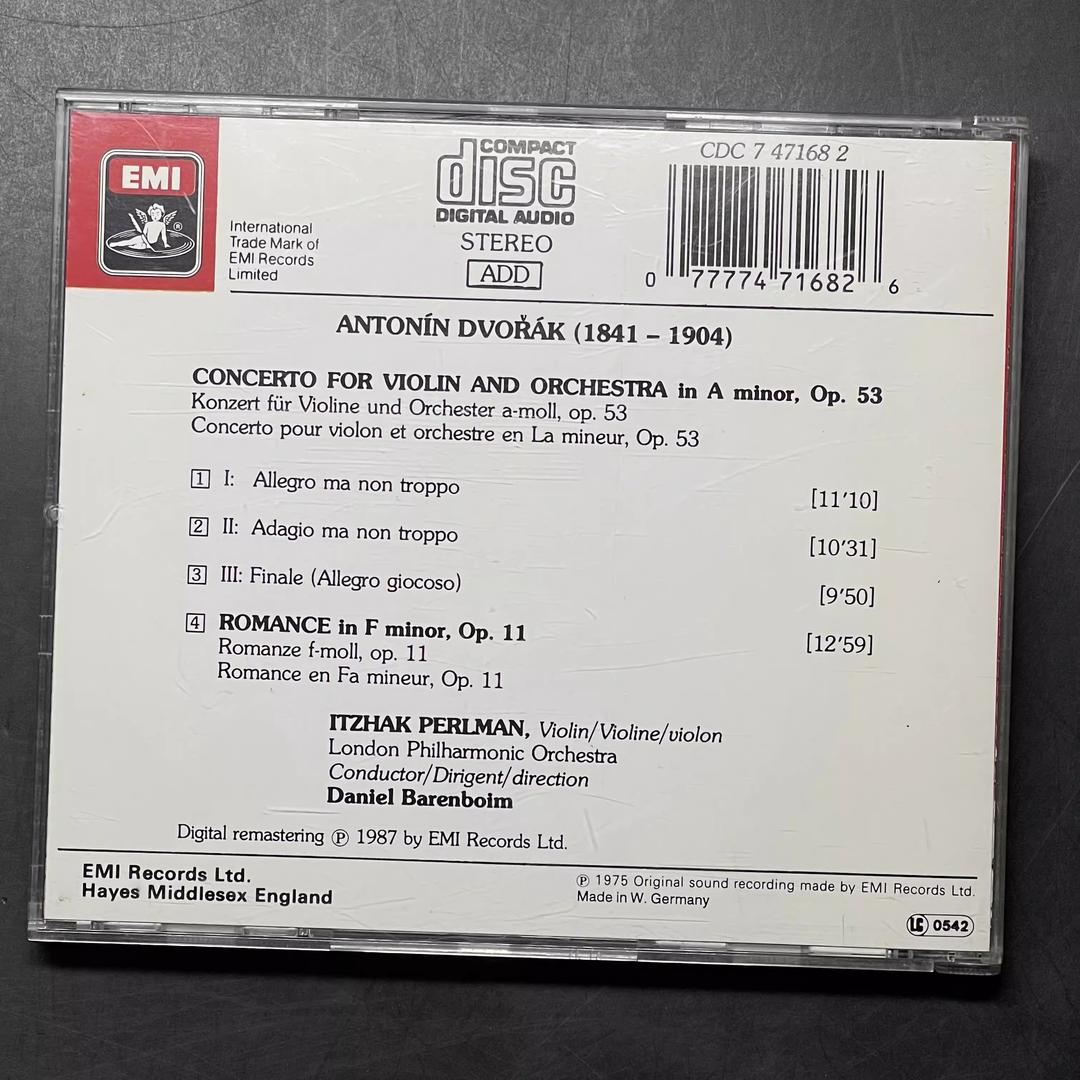 EMI
®
International
Trade Mark of
EMI Records
Limited
COMPACT
disc
DIGITAL AUDIO
STEREO
ADD
CDC 7 47168 2
0 77774 71682 6
ANTONÍN DVOŘÁK (1841 – 1904)
CONCERTO FOR VIOLIN AND ORCHESTRA in A minor, Op. 53
Konzert für Violine und Orchester a-moll, op. 53
Concerto pour violon et orchestre en La mineur, Op. 53
1 I: Allegro ma non troppo [11'10]
2 II: Adagio ma non troppo [10'31]
3 III: Finale (Allegro giocoso) [9'50]
4 ROMANCE in F minor, Op. 11 [12'59]
Romanze f-moll, op. 11
Romance en Fa mineur, Op. 11
ITZHAK PERLMAN, Violin/Violine/violon
London Philharmonic Orchestra
Conductor/Dirigent/direction
Daniel Barenboim
Digital remastering ℗ 1987 by EMI Records Ltd.
EMI Records Ltd.
Hayes Middlesex England
℗ 1975 Original sound recording made by EMI Records Ltd.
Made in W. Germany
LC 0542